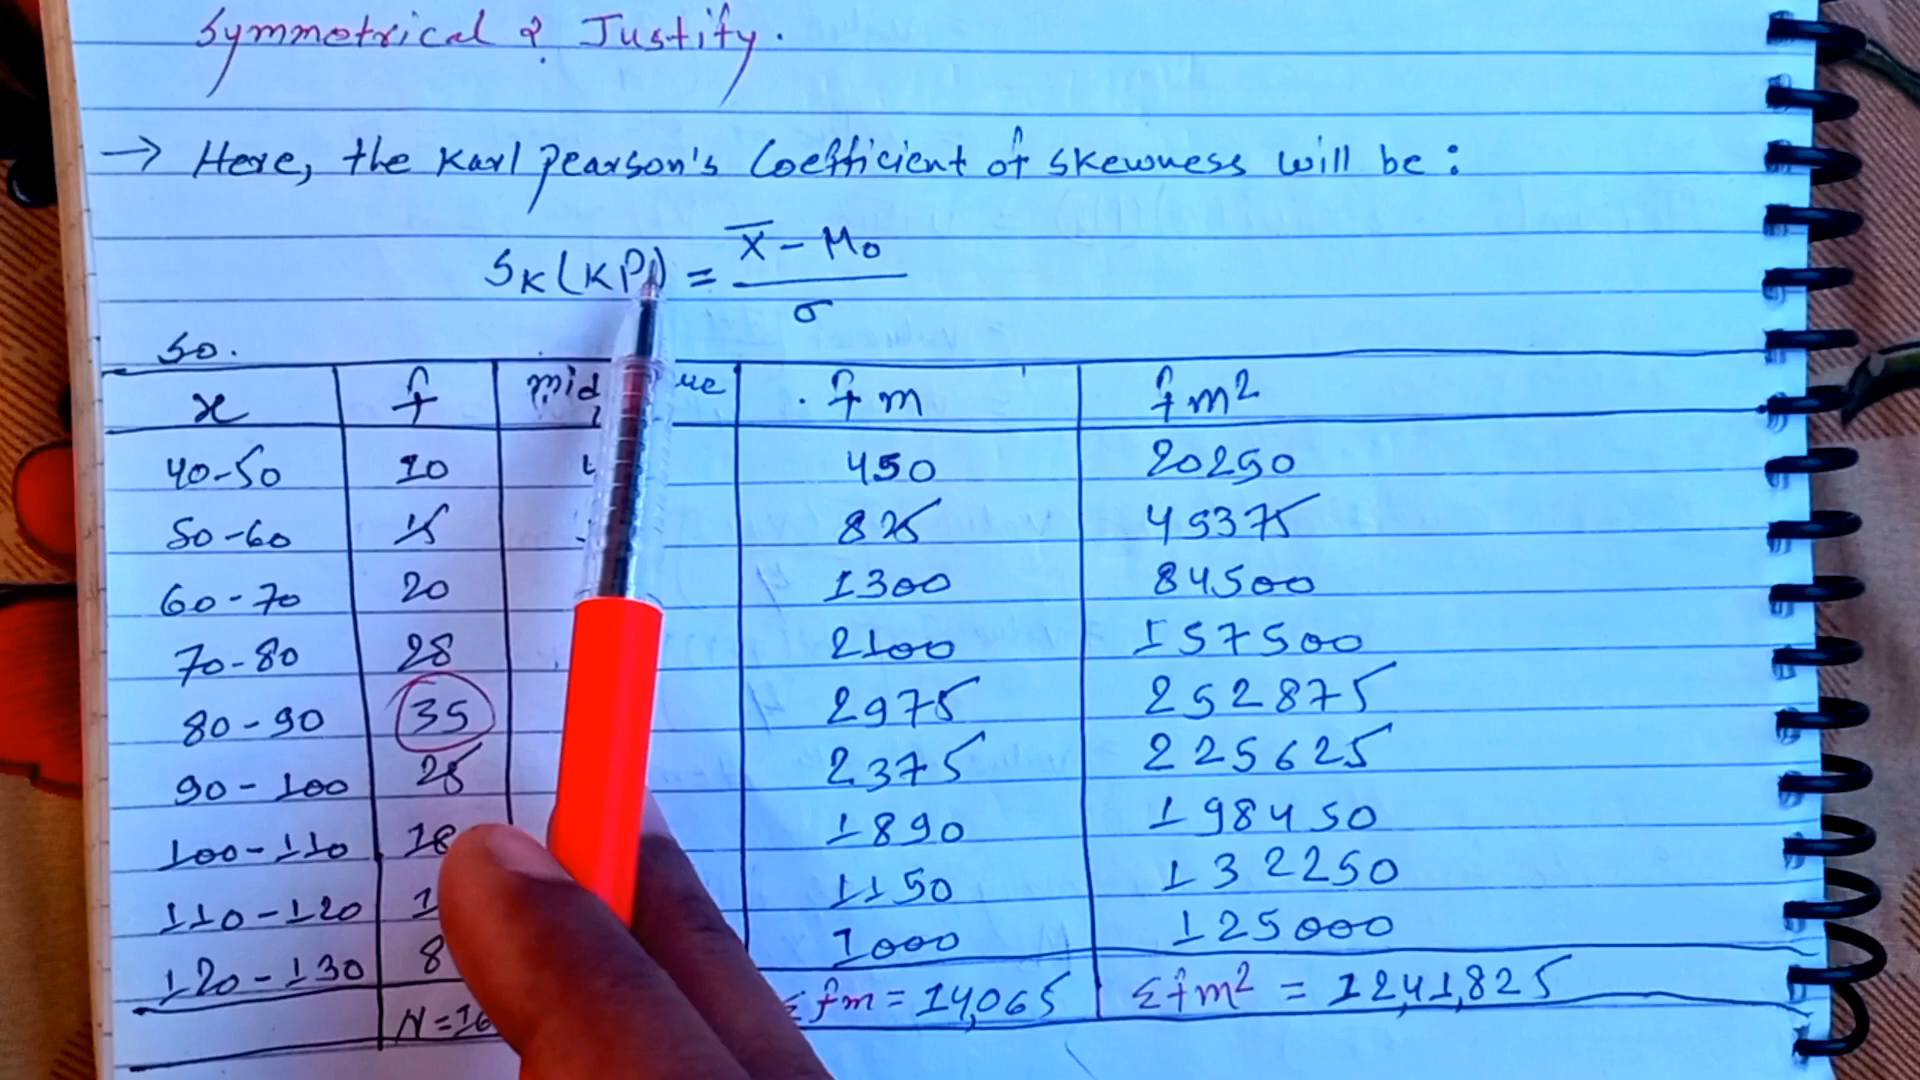 Symmetrical ? Justify.
→ Here, the Karl Pearson's Coefficient of skewness will be:
SK(KP) = X̄ - Mo / σ
So.
x f mid fm fm²
40-50 10 450 20250
50-60 15 825 45375
60-70 20 1300 84500
70-80 28 2100 157500
80-90 35 2975 252875
90-100 25 2375 225625
100-110 18 1890 198450
110-120 1150 132250
120-130 8 1000 125000
Σfm = 14,065 Σfm² = 12,41,825